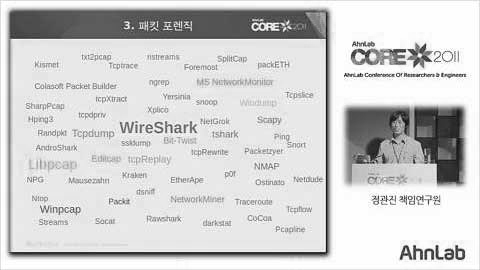 3. 패킷 포렌직
AhnLab
CORE 2011
txt2pcap
nstreams
SplitCap
Kismet
Tcptrace
Foremost
packETH
Colasoft Packet Builder
ngrep
MS NetworkMonitor
tcpXtract
Yersinia
snoop
Windump
Tcpslice
SharpPcap
tcpdpriv
Xplico
Hping3
WireShark
NetGrok
Scapy
Randpkt
Tcpdump
tshark
Ping
AndroShark
ssldump
Bit-Twist
Snort
Libpcap
Editcap
tcpReplay
tcpRewrite
Packetzyer
NMAP
NPG
Mausezahn
Kraken
EtherApe
p0f
Ostinato
Netdude
dsniff
Ntop
Winpcap
Packit
NetworkMiner
Traceroute
Tcpflow
Streams
Socat
Rawshark
darkstat
CoCoa
Pcapline
AhnLab
CORE 2011
AhnLab Conference Of Researchers & Engineers
CORE
정관진 책임연구원
AhnLab